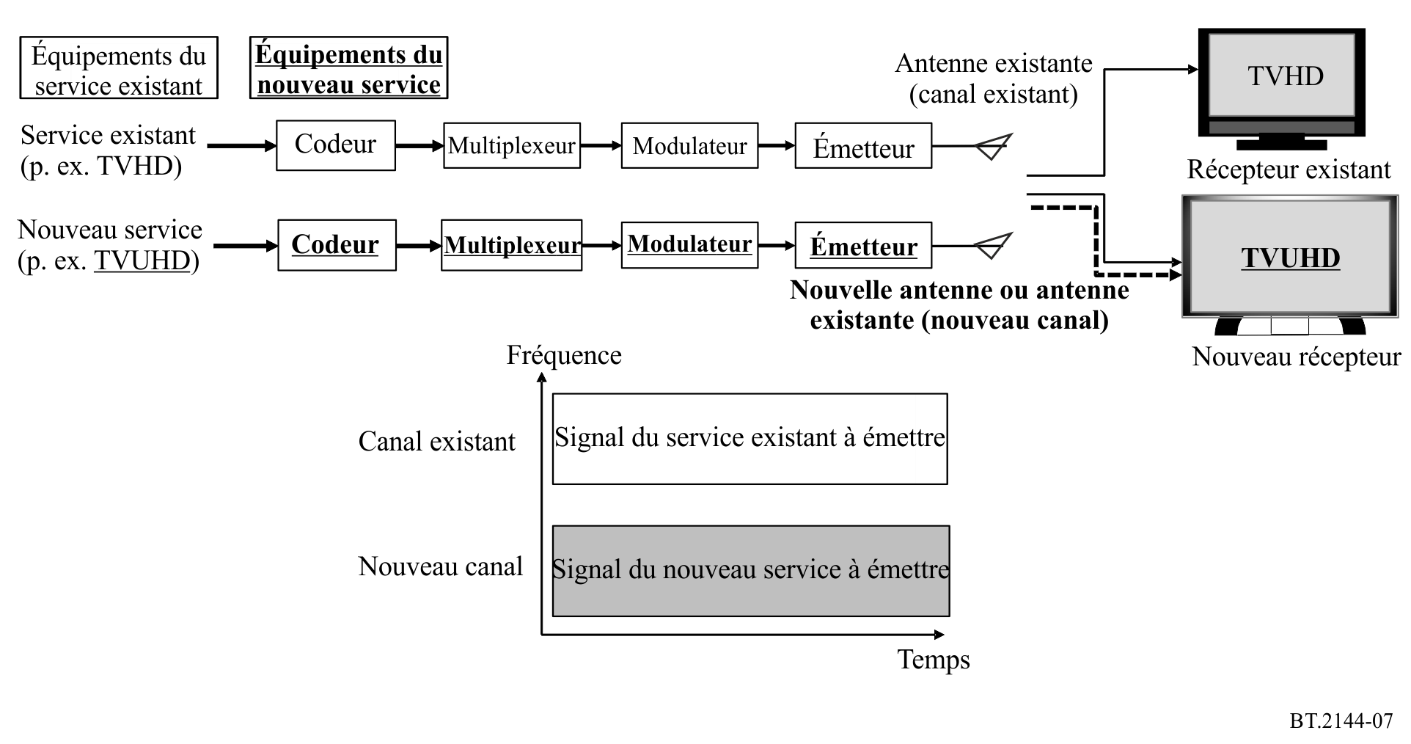 Équipements du
service existant
Équipements du
nouveau service
Antenne existante
(canal existant)
TVHD
Service existant
(p. ex. TVHD)
Codeur
Multiplexeur
Modulateur
Émetteur
Récepteur existant
Nouveau service
(p. ex. TVUHD)
Codeur
Multiplexeur
Modulateur
Émetteur
TVUHD
Nouvelle antenne ou antenne
existante (nouveau canal)
Nouveau récepteur
Fréquence
Canal existant
Signal du service existant à émettre
Nouveau canal
Signal du nouveau service à émettre
Temps
BT.2144-07